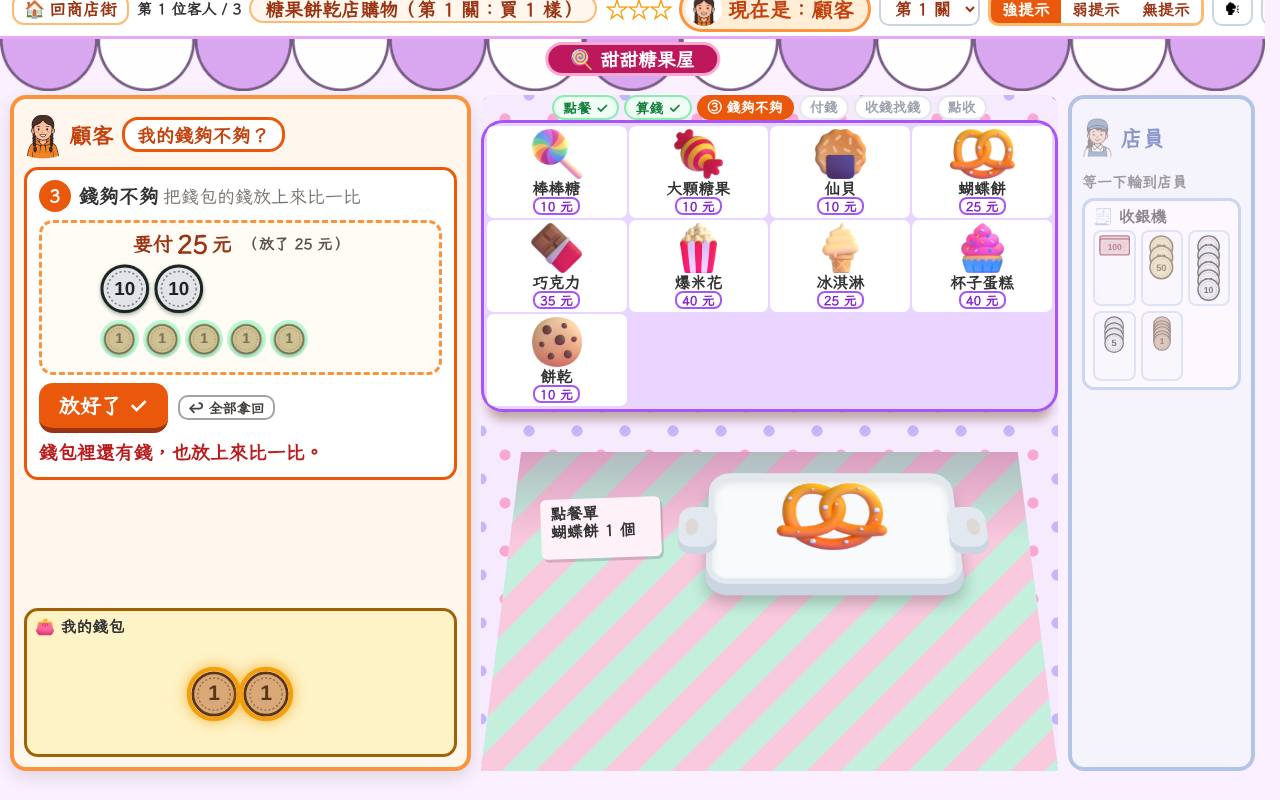 🏠 回商店街
第 1 位客人 / 3
糖果餅乾店購物（第 1 關：買 1 樣）
☆☆☆
現在是：顧客
第 1 關
強提示
弱提示
無提示
🍭 甜甜糖果屋
顧客
我的錢夠不夠？
3 錢夠不夠 把錢包的錢放上來比一比
要付 25 元 （放了 25 元）
10 10
1 1 1 1 1
放好了 ✓
↩ 全部拿回
錢包裡還有錢，也放上來比一比。
👛 我的錢包
1 1
點餐 ✓
算錢 ✓
③ 錢夠不夠
付錢
收錢找錢
點收
棒棒糖
10 元
大顆糖果
10 元
仙貝
10 元
蝴蝶餅
25 元
巧克力
35 元
爆米花
40 元
冰淇淋
25 元
杯子蛋糕
40 元
餅乾
10 元
點餐單
蝴蝶餅 1 個
店員
等一下輪到店員
🧾 收銀機
100
50
10
5
1